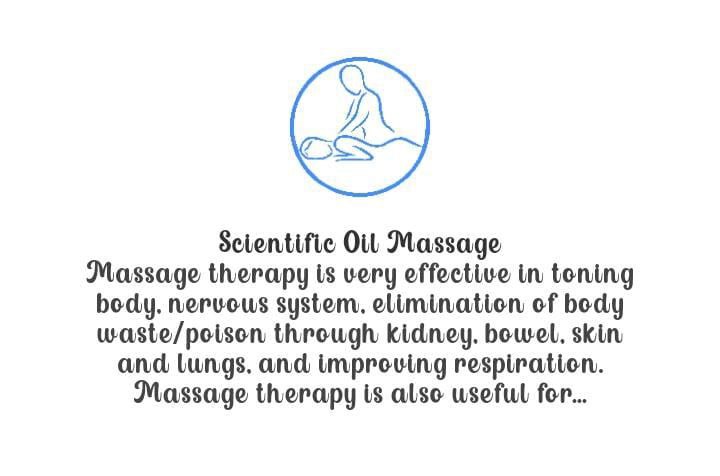 Scientific Oil Massage
Massage therapy is very effective in toning
body, nervous system, elimination of body
waste/poison through kidney, bowel, skin
and lungs, and improving respiration.
Massage therapy is also useful for...